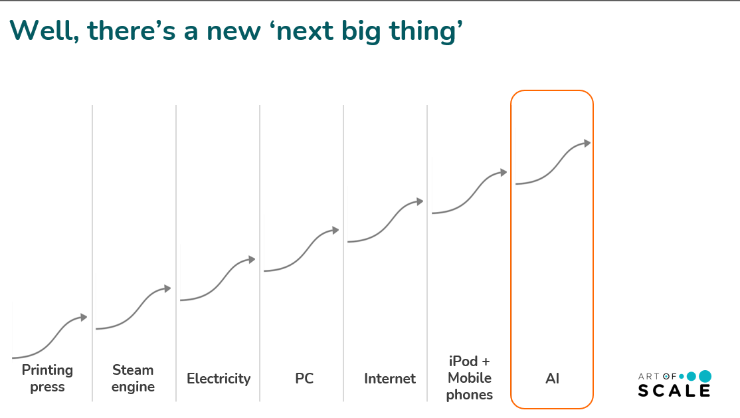 Well, there’s a new ‘next big thing’
Printing
press
Steam
engine
Electricity
PC
Internet
iPod +
Mobile
phones
AI
ART OF
SCALE